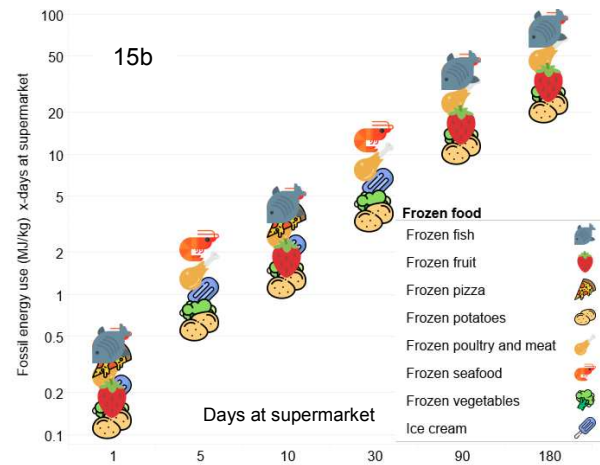 100
50
20
10
5
2
1
0.5
0.2
0.1
Fossil energy use (MJ/kg) x-days at supermarket
15b
Frozen food
Frozen fish
Frozen fruit
Frozen pizza
Frozen potatoes
Frozen poultry and meat
Frozen seafood
Frozen vegetables
Ice cream
Days at supermarket
1 5 10 30 90 180